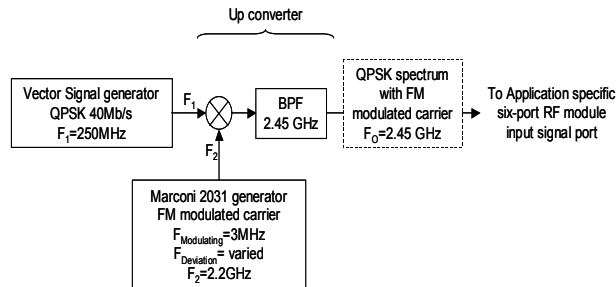 Up converter
Vector Signal generator
QPSK 40Mb/s
F1=250MHz
F1
F2
BPF
2.45 GHz
QPSK spectrum
with FM
modulated carrier
FO=2.45 GHz
To Application specific
six-port RF module
input signal port
Marconi 2031 generator
FM modulated carrier
FModulating=3MHz
FDeviation= varied
F2=2.2GHz